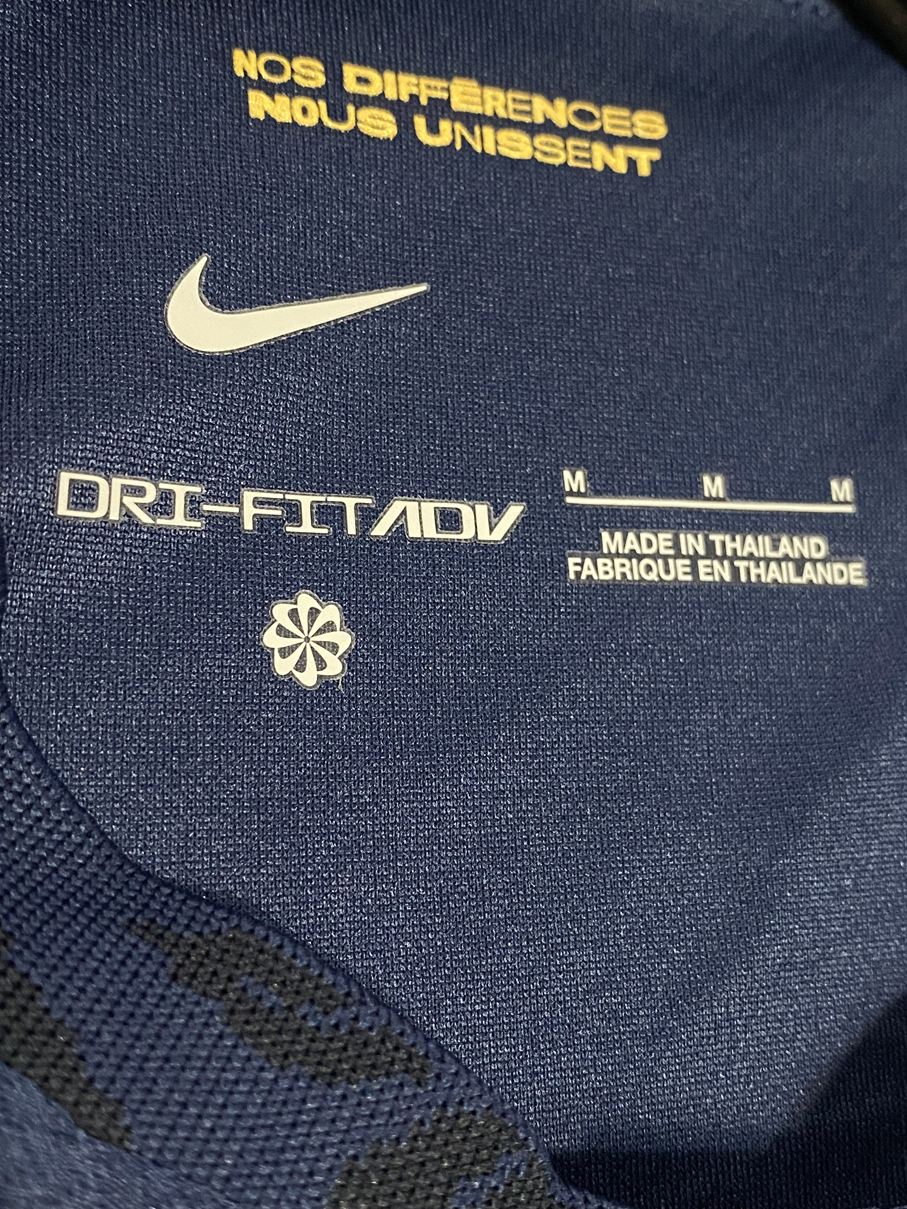 NOS DIFFÉRENCES
NOUS UNISSENT
DRI-FIT ADV
M M M
MADE IN THAILAND
FABRIQUE EN THAILANDE